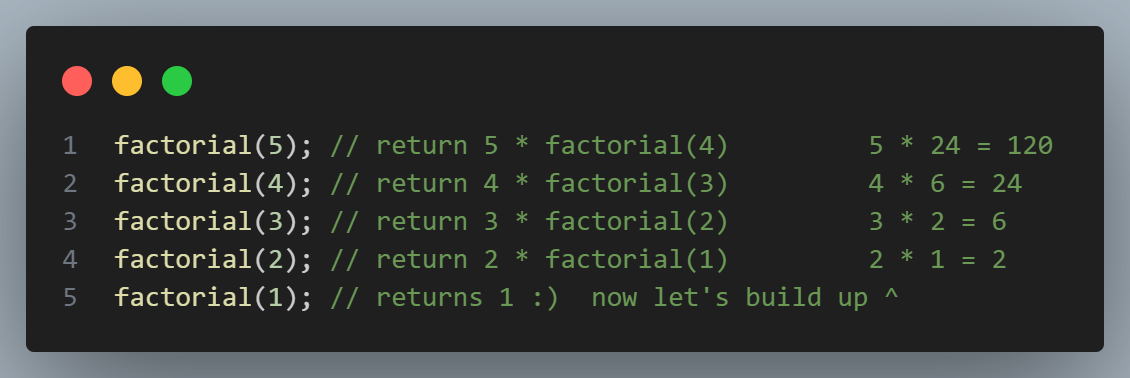 1 factorial(5); // return 5 * factorial(4)         5 * 24 = 120
2 factorial(4); // return 4 * factorial(3)         4 * 6 = 24
3 factorial(3); // return 3 * factorial(2)         3 * 2 = 6
4 factorial(2); // return 2 * factorial(1)         2 * 1 = 2
5 factorial(1); // returns 1 :)  now let's build up ^